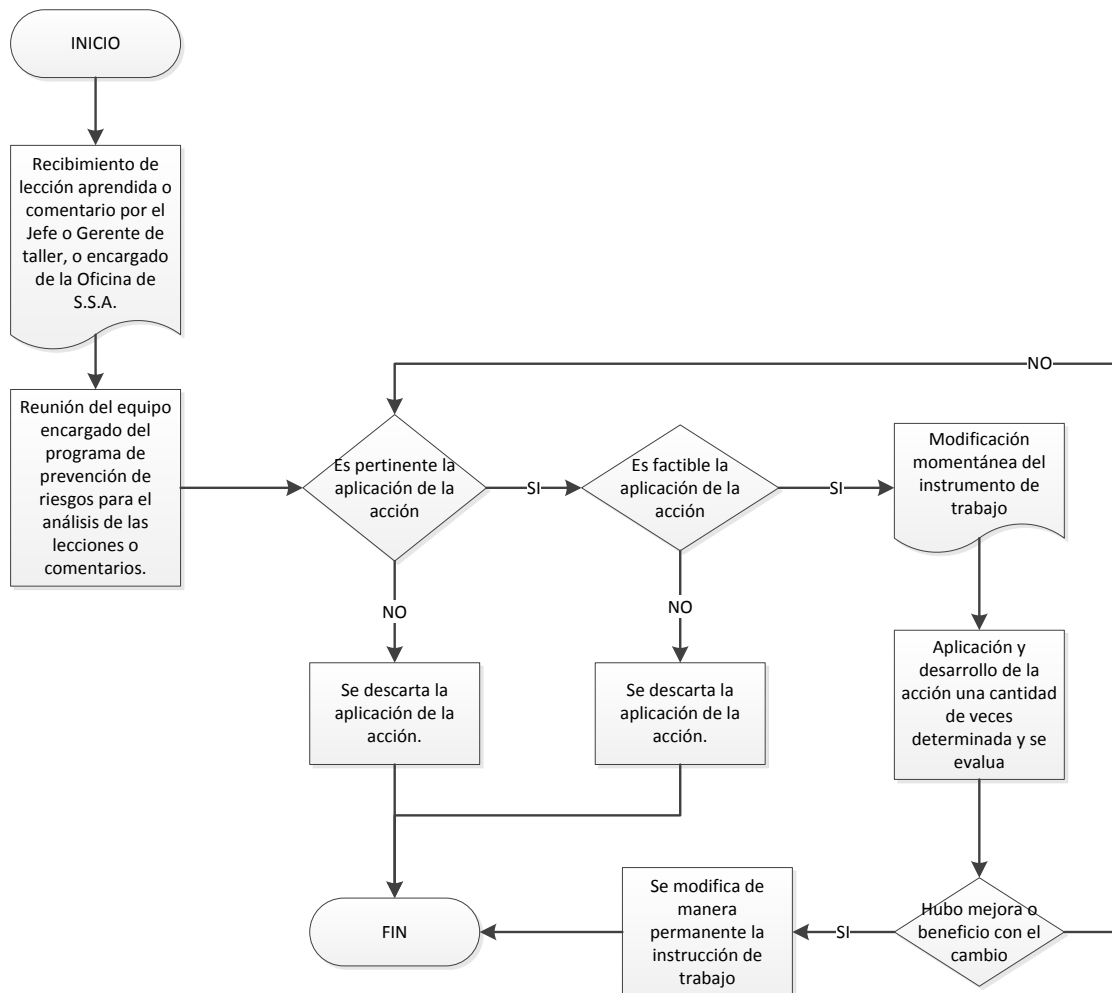 INICIO
Recibimiento de
lección aprendida o
comentario por el
Jefe o Gerente de
taller, o encargado
de la Oficina de
S.S.A.
Reunión del equipo
encargado del
programa de
prevención de
riesgos para el
análisis de las
lecciones o
comentarios.
Es pertinente la
aplicación de la
acción
SI
NO
Se descarta la
aplicación de la
acción.
Es factible la
aplicación de la
acción
SI
NO
Se descarta la
aplicación de la
acción.
Modificación
momentánea del
instrumento de
trabajo
Aplicación y
desarrollo de la
acción una cantidad
de veces
determinada y se
evalua
Hubo mejora o
beneficio con el
cambio
NO
SI
Se modifica de
manera
permanente la
instrucción de
trabajo
FIN